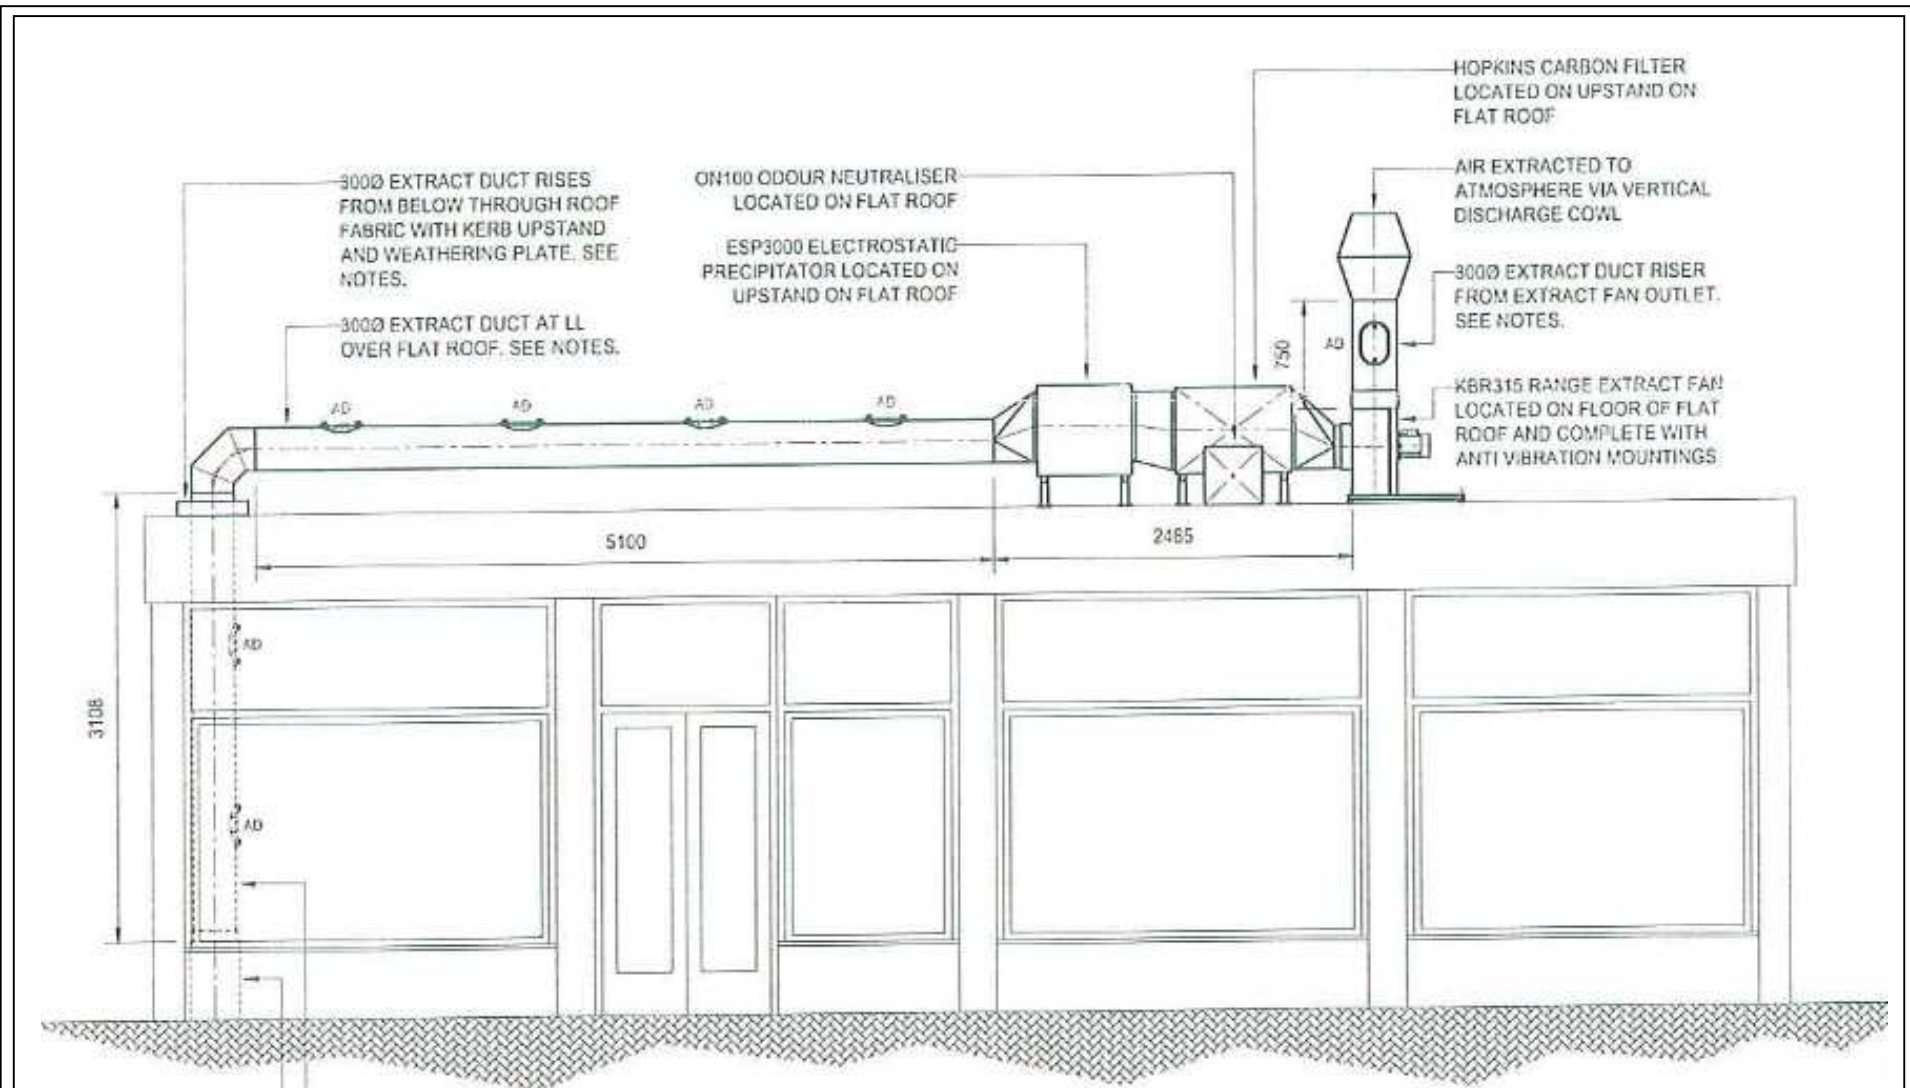 HOPKINS CARBON FILTER
LOCATED ON UPSTAND ON
FLAT ROOF
300Ø EXTRACT DUCT RISES
FROM BELOW THROUGH ROOF
FABRIC WITH KERB UPSTAND
AND WEATHERING PLATE. SEE
NOTES.
300Ø EXTRACT DUCT AT LL
OVER FLAT ROOF. SEE NOTES.
ON100 ODOUR NEUTRALISER
LOCATED ON FLAT ROOF
ESP3000 ELECTROSTATIC
PRECIPITATOR LOCATED ON
UPSTAND ON FLAT ROOF
AIR EXTRACTED TO
ATMOSPHERE VIA VERTICAL
DISCHARGE COWL
300Ø EXTRACT DUCT RISER
FROM EXTRACT FAN OUTLET.
SEE NOTES.
KBR315 RANGE EXTRACT FAN
LOCATED ON FLOOR OF FLAT
ROOF AND COMPLETE WITH
ANTI VIBRATION MOUNTINGS
AD
750
AD
AD
AD
AD
5100
2485
AD
3108
AD